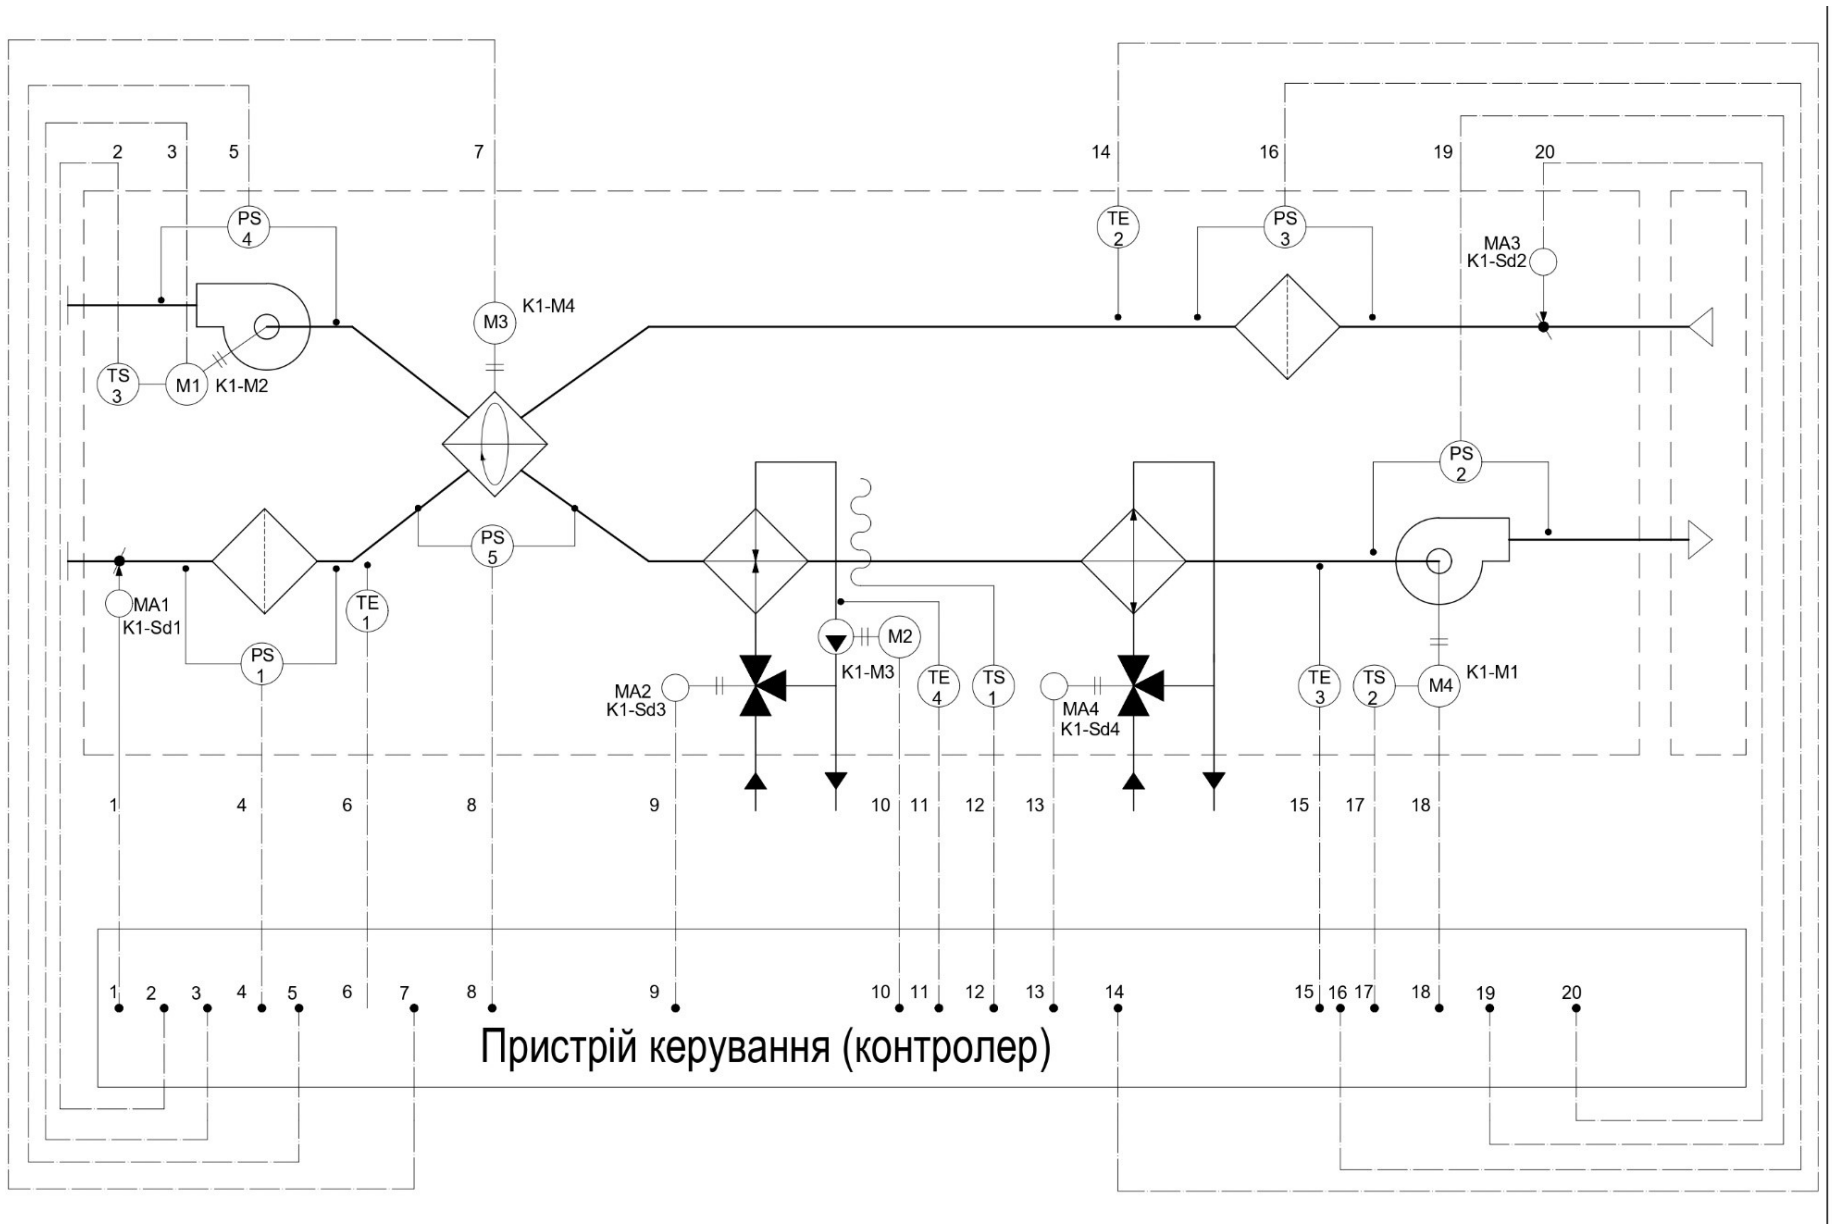 2
3
5
7
14
16
19
20
PS
4
TE
2
PS
3
MA3
K1-Sd2
M3
K1-M4
TS
3
M1
K1-M2
PS
2
PS
5
MA1
K1-Sd1
TE
1
PS
1
M2
K1-M3
MA2
K1-Sd3
TE
4
TS
1
MA4
K1-Sd4
TE
3
TS
2
M4
K1-M1
1
4
6
8
9
10
11
12
13
15
17
18
1
2
3
4
5
6
7
8
9
10
11
12
13
14
15
16
17
18
19
20
Пристрій керування (контролер)